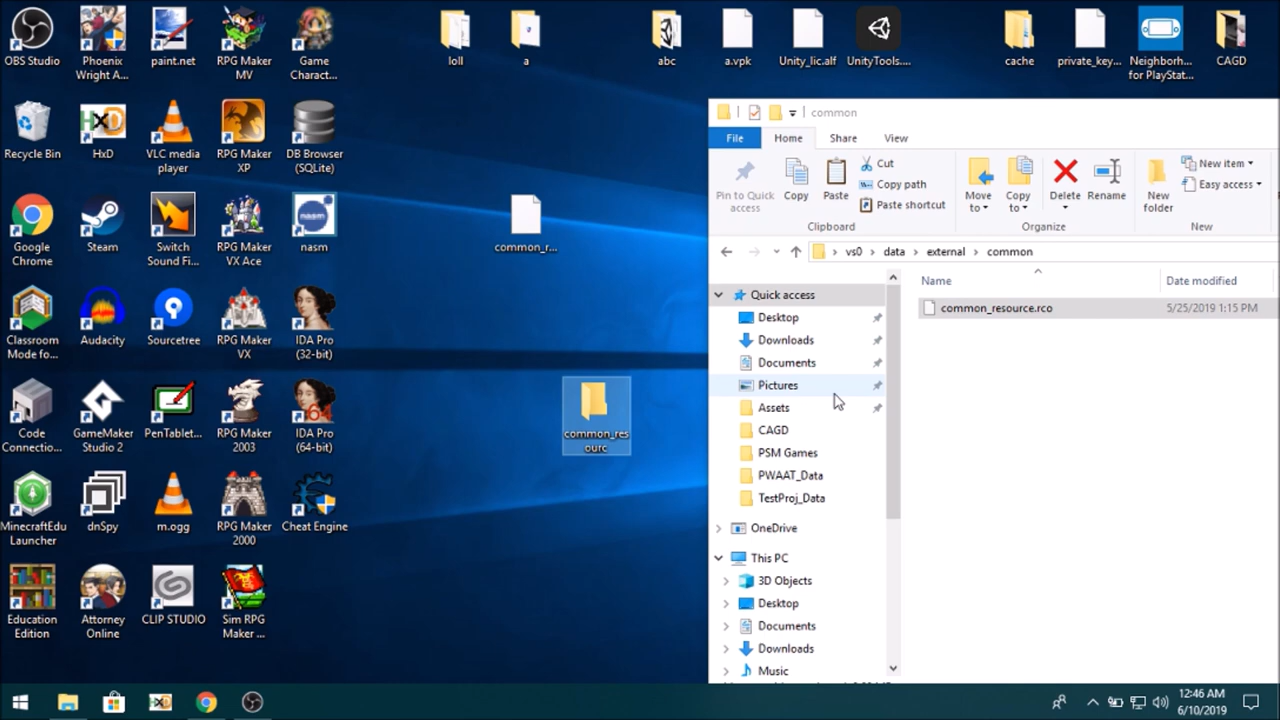 OBS Studio
Phoenix
Wright A...
paint.net
RPG Maker
MV
Game
Charact...
loll
a
abc
a.vpk
Unity_lic.alf
UnityTools....
cache
private_key...
Neighborh...
for PlayStat...
CAGD
Recycle Bin
HxD
VLC media
player
RPG Maker
XP
DB Browser
(SQLite)
Google
Chrome
Steam
Switch
Sound Fi...
RPG Maker
VX Ace
nasm
common_r...
Classroom
Mode fo...
Audacity
Sourcetree
RPG Maker
VX
IDA Pro
(32-bit)
Code
Connection...
GameMaker
Studio 2
PenTablet...
RPG Maker
2003
IDA Pro
(64-bit)
common_res
ourc
MinecraftEdu
Launcher
dnSpy
m.ogg
RPG Maker
2000
Cheat Engine
Education
Edition
Attorney
Online
CLIP STUDIO
Sim RPG
Maker ...
common
File
Home
Share
View
Pin to Quick
access
Copy
Paste
Cut
Copy path
Paste shortcut
Move
to
Copy
to
Delete
Rename
New
folder
New item
Easy access
Clipboard
Organize
New
vs0
data
external
common
Name
Date modified
common_resource.rco
5/25/2019 1:15 PM
Quick access
Desktop
Downloads
Documents
Pictures
Assets
CAGD
PSM Games
PWAAT_Data
TestProj_Data
OneDrive
This PC
3D Objects
Desktop
Documents
Downloads
Music
12:46 AM
6/10/2019